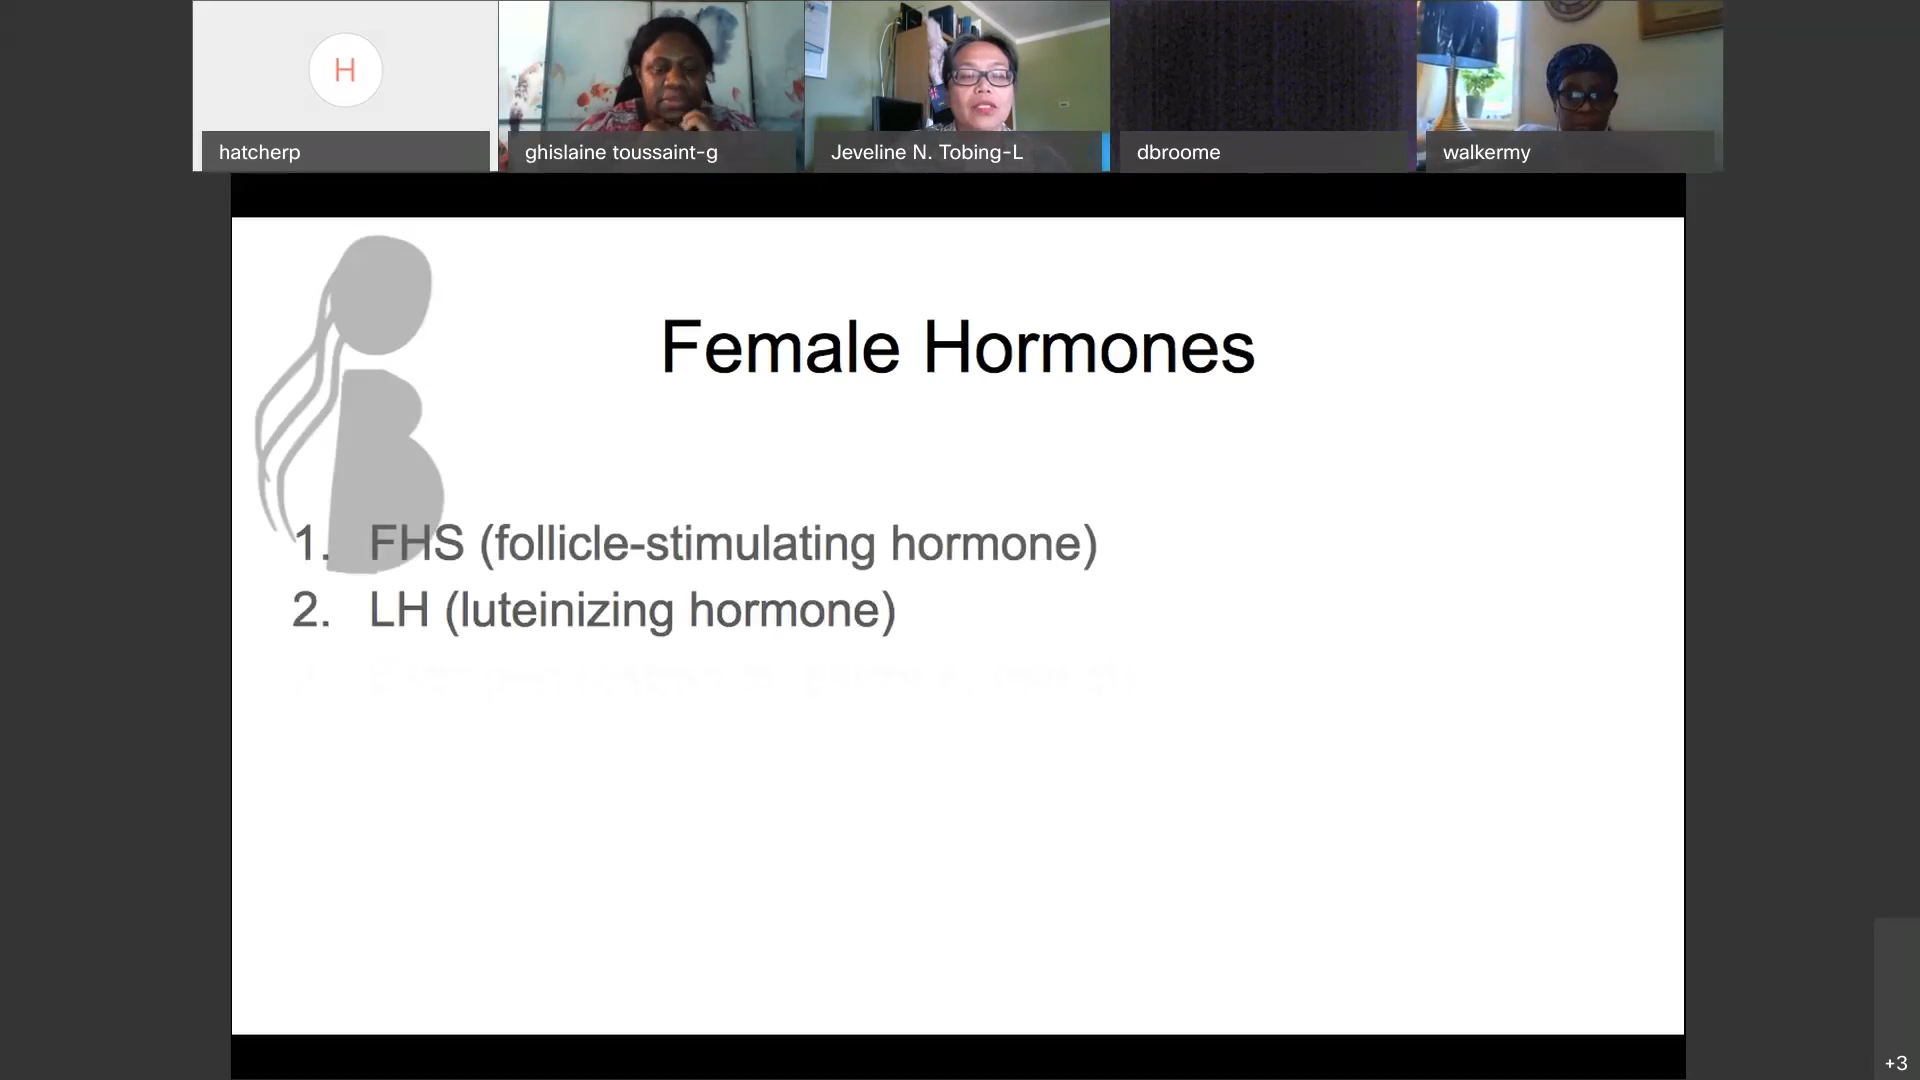 H
hatcherp
ghislaine toussaint-g
Jeveline N. Tobing-L
dbroome
walkermy
Female Hormones
1. FHS (follicle-stimulating hormone)
2. LH (luteinizing hormone)
+3